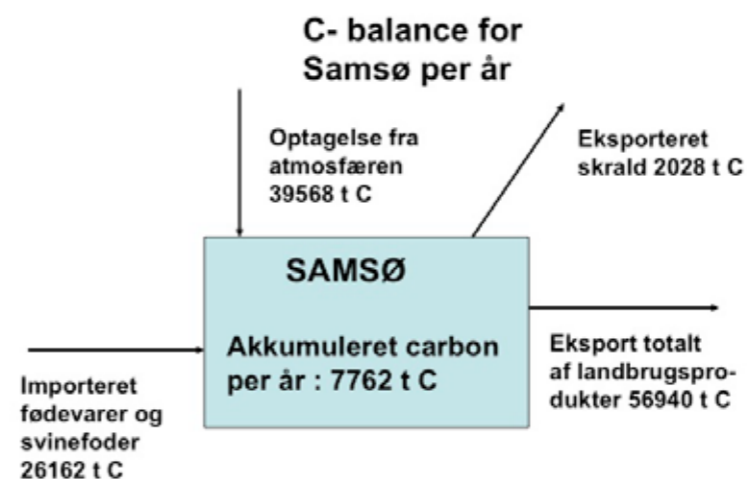 C- balance for
Samsø per år
Optagelse fra
atmosfæren
39568 t C
Eksporteret
skrald 2028 t C
SAMSØ
Akkumuleret carbon
per år : 7762 t C
Eksport totalt
af landbrugspro-
dukter 56940 t C
Importeret
fødevarer og
svinefoder
26162 t C